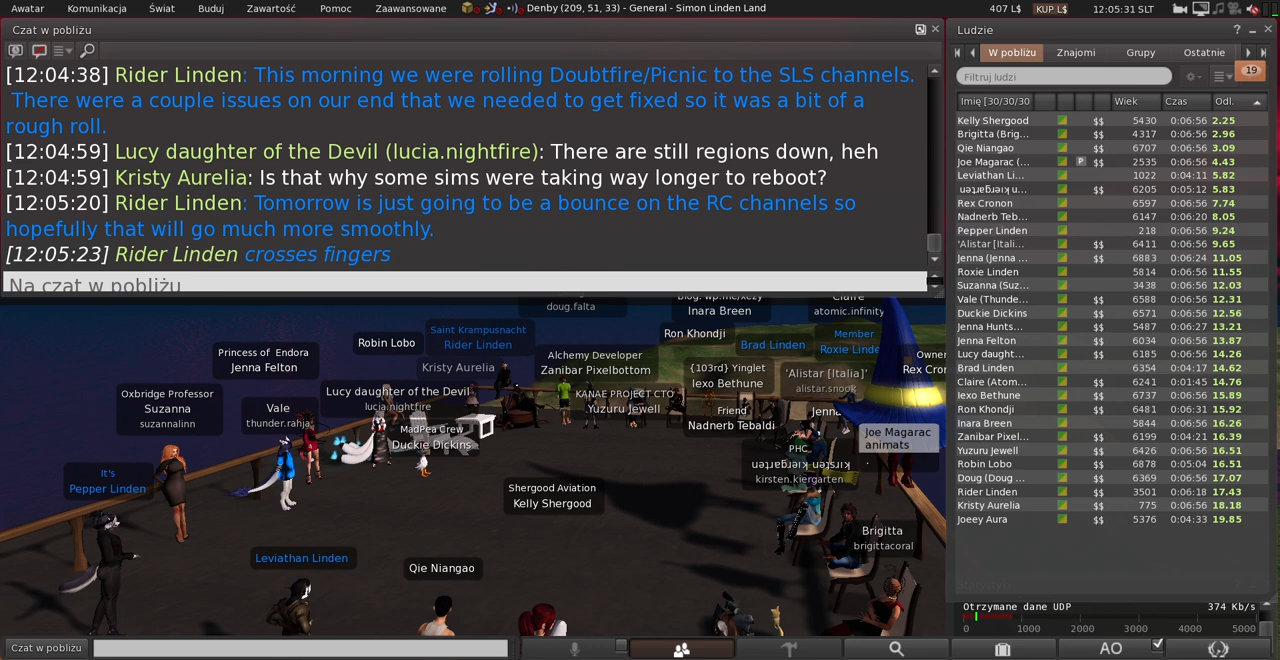 Awatar Komunikacja Świat Buduj Zawartość Pomoc Zaawansowane Denby (209, 51, 33) - General - Simon Linden Land 407 L$ KUP L$ 12:05:31 SLT
Czat w pobliżu
[12:04:38] Rider Linden: This morning we were rolling Doubtfire/Picnic to the SLS channels.
There were a couple issues on our end that we needed to get fixed so it was a bit of a
rough roll.
[12:04:59] Lucy daughter of the Devil (lucia.nightfire): There are still regions down, heh
[12:04:59] Kristy Aurelia: Is that why some sims were taking way longer to reboot?
[12:05:20] Rider Linden: Tomorrow is just going to be a bounce on the RC channels so
hopefully that will go much more smoothly.
[12:05:23] Rider Linden crosses fingers
Na czat w pobliżu
doug.falta
Inara Breen
Claire
atomic.infinity
Saint Krampusnacht
Rider Linden
Robin Lobo
Ron Khondji
Brad Linden
Member
Roxie Linde
Princess of Endora
Jenna Felton
Kristy Aurelia
Alchemy Developer
Zanibar Pixelbottom
{103rd} Yinglet
Iexo Bethune
'Alistar [Italia]'
alistar.snook
Owner
Rex Cron
Oxbridge Professor
Suzanna
suzannalinn
Vale
thunder.rahja
Lucy daughter of the Devil
lucia.nightfire
KANAE PROJECT CTO
Yuzuru Jewell
Friend
Nadnerb Tebaldi
Jenna
MadPea Crew
Duckie Dickins
Joe Magarac
animats
PHC
kirsten.kiergarten
It's
Pepper Linden
Shergood Aviation
Kelly Shergood
Brigitta
brigittacoral
Leviathan Linden
Qie Niangao
Czat w pobliżu
AO
Ludzie
W pobliżu Znajomi Grupy Ostatnie
Filtruj ludzi
19
Imię [30/30/30 Wiek Czas Odl.
Kelly Shergood $$ 5430 0:06:56 2.25
Brigitta (Brig... $$ 4317 0:06:56 2.96
Qie Niangao $$ 6707 0:06:56 3.09
Joe Magarac (... P $$ 2535 0:06:56 4.43
Leviathan Li... 1022 0:04:11 5.82
$$ 6205 0:05:12 5.83
Rex Cronon 6597 0:06:56 7.74
Nadnerb Teb... 6147 0:06:20 8.05
Pepper Linden 218 0:06:56 9.24
'Alistar [Itali... $$ 6411 0:06:56 9.65
Jenna (Jenna ... $$ 6883 0:06:24 11.05
Roxie Linden 5814 0:06:56 11.55
Suzanna (Suz... 3438 0:06:56 12.03
Vale (Thunde... $$ 6588 0:06:56 12.31
Duckie Dickins $$ 6571 0:06:56 12.56
Jenna Hunts... $$ 5487 0:06:27 13.21
Jenna Felton $$ 6034 0:06:56 13.87
Lucy daught... $$ 6185 0:06:56 14.26
Brad Linden 6354 0:04:17 14.62
Claire (Atom... $$ 6241 0:01:45 14.76
Iexo Bethune $$ 6737 0:06:56 15.89
Ron Khondji $$ 6481 0:06:31 15.92
Inara Breen 5844 0:06:56 16.26
Zanibar Pixel... $$ 6199 0:04:21 16.39
Yuzuru Jewell $$ 6426 0:06:56 16.51
Robin Lobo $$ 6878 0:05:04 16.51
Doug (Doug ... $$ 6369 0:06:56 17.07
Rider Linden $$ 3501 0:06:18 17.43
Kristy Aurelia $$ 775 0:06:56 18.18
Joeey Aura $$ 5376 0:04:33 19.85
Otrzymane dane UDP 374 Kb/s
0 1000 2000 3000 4000 5000